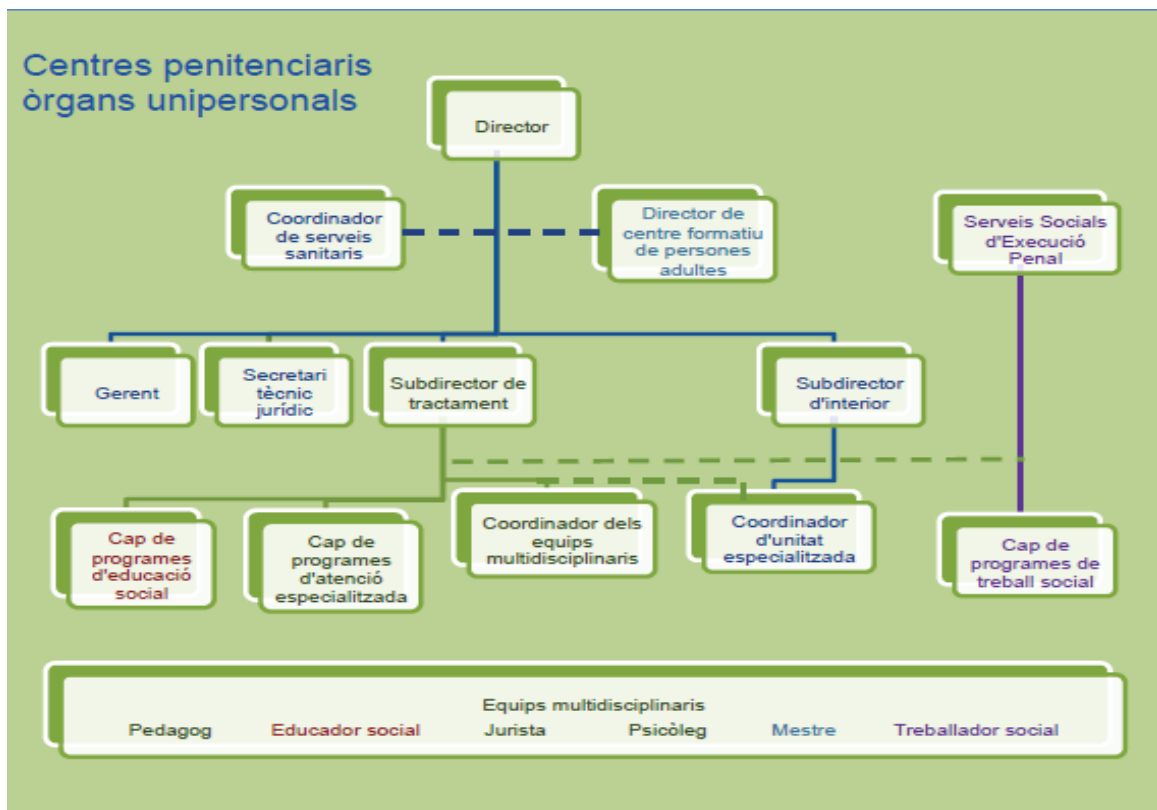 Centres penitenciaris
òrgans unipersonals
Director
Coordinador
de serveis
sanitaris
Director de
centre formatiu
de persones
adultes
Serveis Socials
d'Execució
Penal
Gerent
Secretari
tècnic
jurídic
Subdirector de
tractament
Subdirector
d'interior
Cap de
programes
d'educació
social
Cap de
programes
d'atenció
especialitzada
Coordinador dels
equips
multidisciplinaris
Coordinador
d'unitat
especialitzada
Cap de
programes de
treball social
Equips multidisciplinaris
Pedagog Educador social Jurista Psicòleg Mestre Treballador social